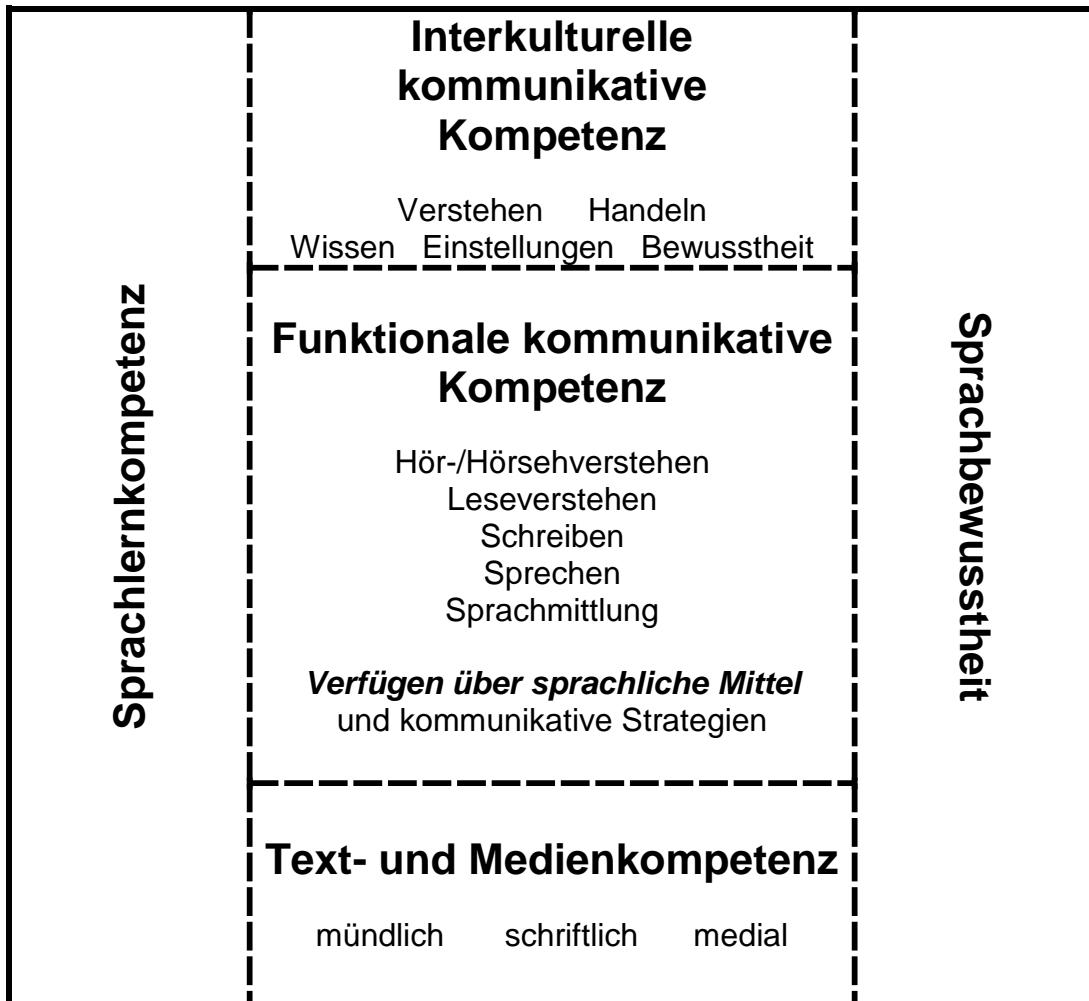 Sprachlernkompetenz
Interkulturelle
kommunikative
Kompetenz
Verstehen Handeln
Wissen Einstellungen Bewusstheit
Funktionale kommunikative
Kompetenz
Hör-/Hörsehverstehen
Leseverstehen
Schreiben
Sprechen
Sprachmittlung
Verfügen über sprachliche Mittel
und kommunikative Strategien
Text- und Medienkompetenz
mündlich schriftlich medial
Sprachbewusstheit